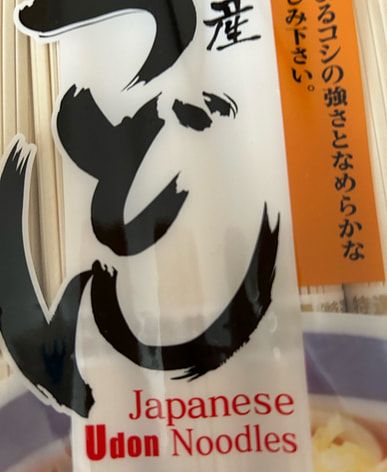 あるコシの強さとなめらかな
しみ下さい。
産
うどん
Japanese
Udon Noodles